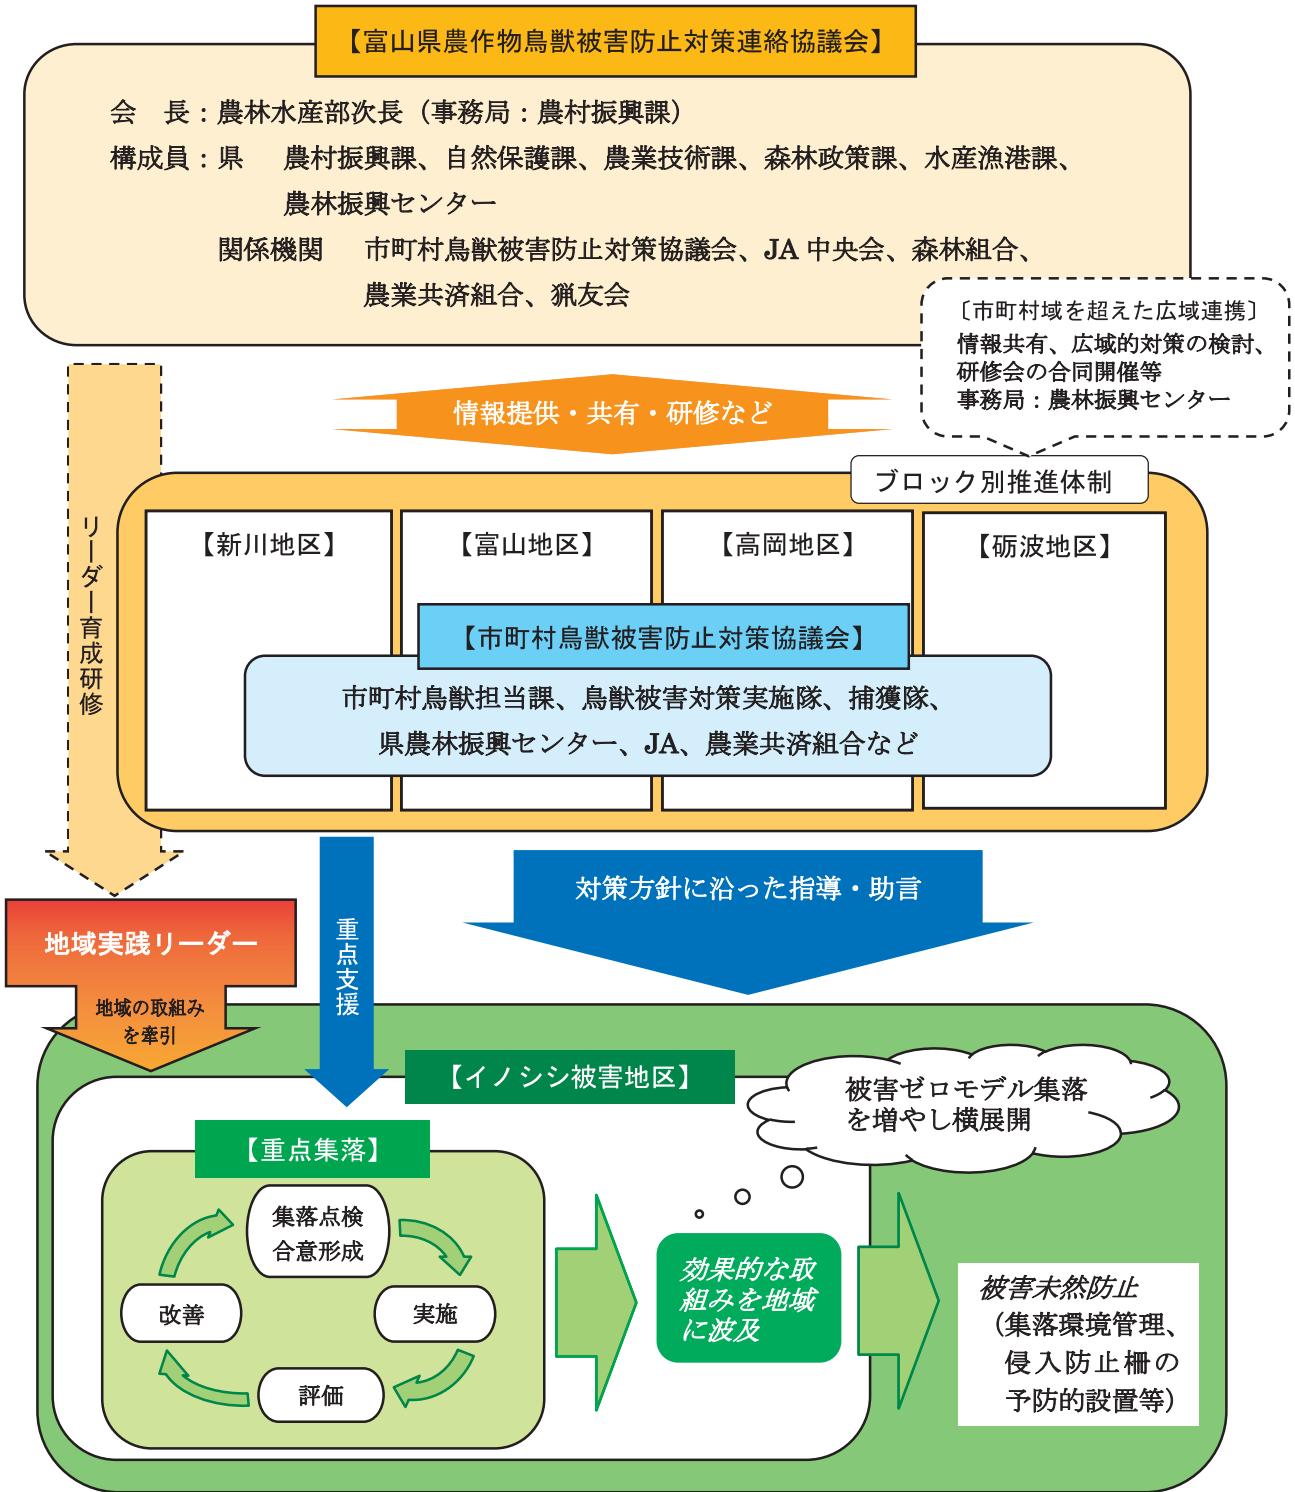 【富山県農作物鳥獣被害防止対策連絡協議会】
会　長：農林水産部次長（事務局：農村振興課）
構成員：県　農村振興課、自然保護課、農業技術課、森林政策課、水産漁港課、
農林振興センター
関係機関　市町村鳥獣被害防止対策協議会、JA 中央会、森林組合、
農業共済組合、猟友会
〔市町村域を超えた広域連携〕
情報共有、広域的対策の検討、
研修会の合同開催等
事務局：農林振興センター
情報提供・共有・研修など
ブロック別推進体制
リーダー育成研修
【新川地区】
【富山地区】
【高岡地区】
【砺波地区】
【市町村鳥獣被害防止対策協議会】
市町村鳥獣担当課、鳥獣被害対策実施隊、捕獲隊、
県農林振興センター、JA、農業共済組合など
対策方針に沿った指導・助言
重点支援
地域実践リーダー
地域の取組み
を牽引
【イノシシ被害地区】
被害ゼロモデル集落
を増やし横展開
【重点集落】
集落点検
合意形成
実施
評価
改善
効果的な取
組みを地域
に波及
被害未然防止
（集落環境管理、
侵入防止柵の
予防的設置等）